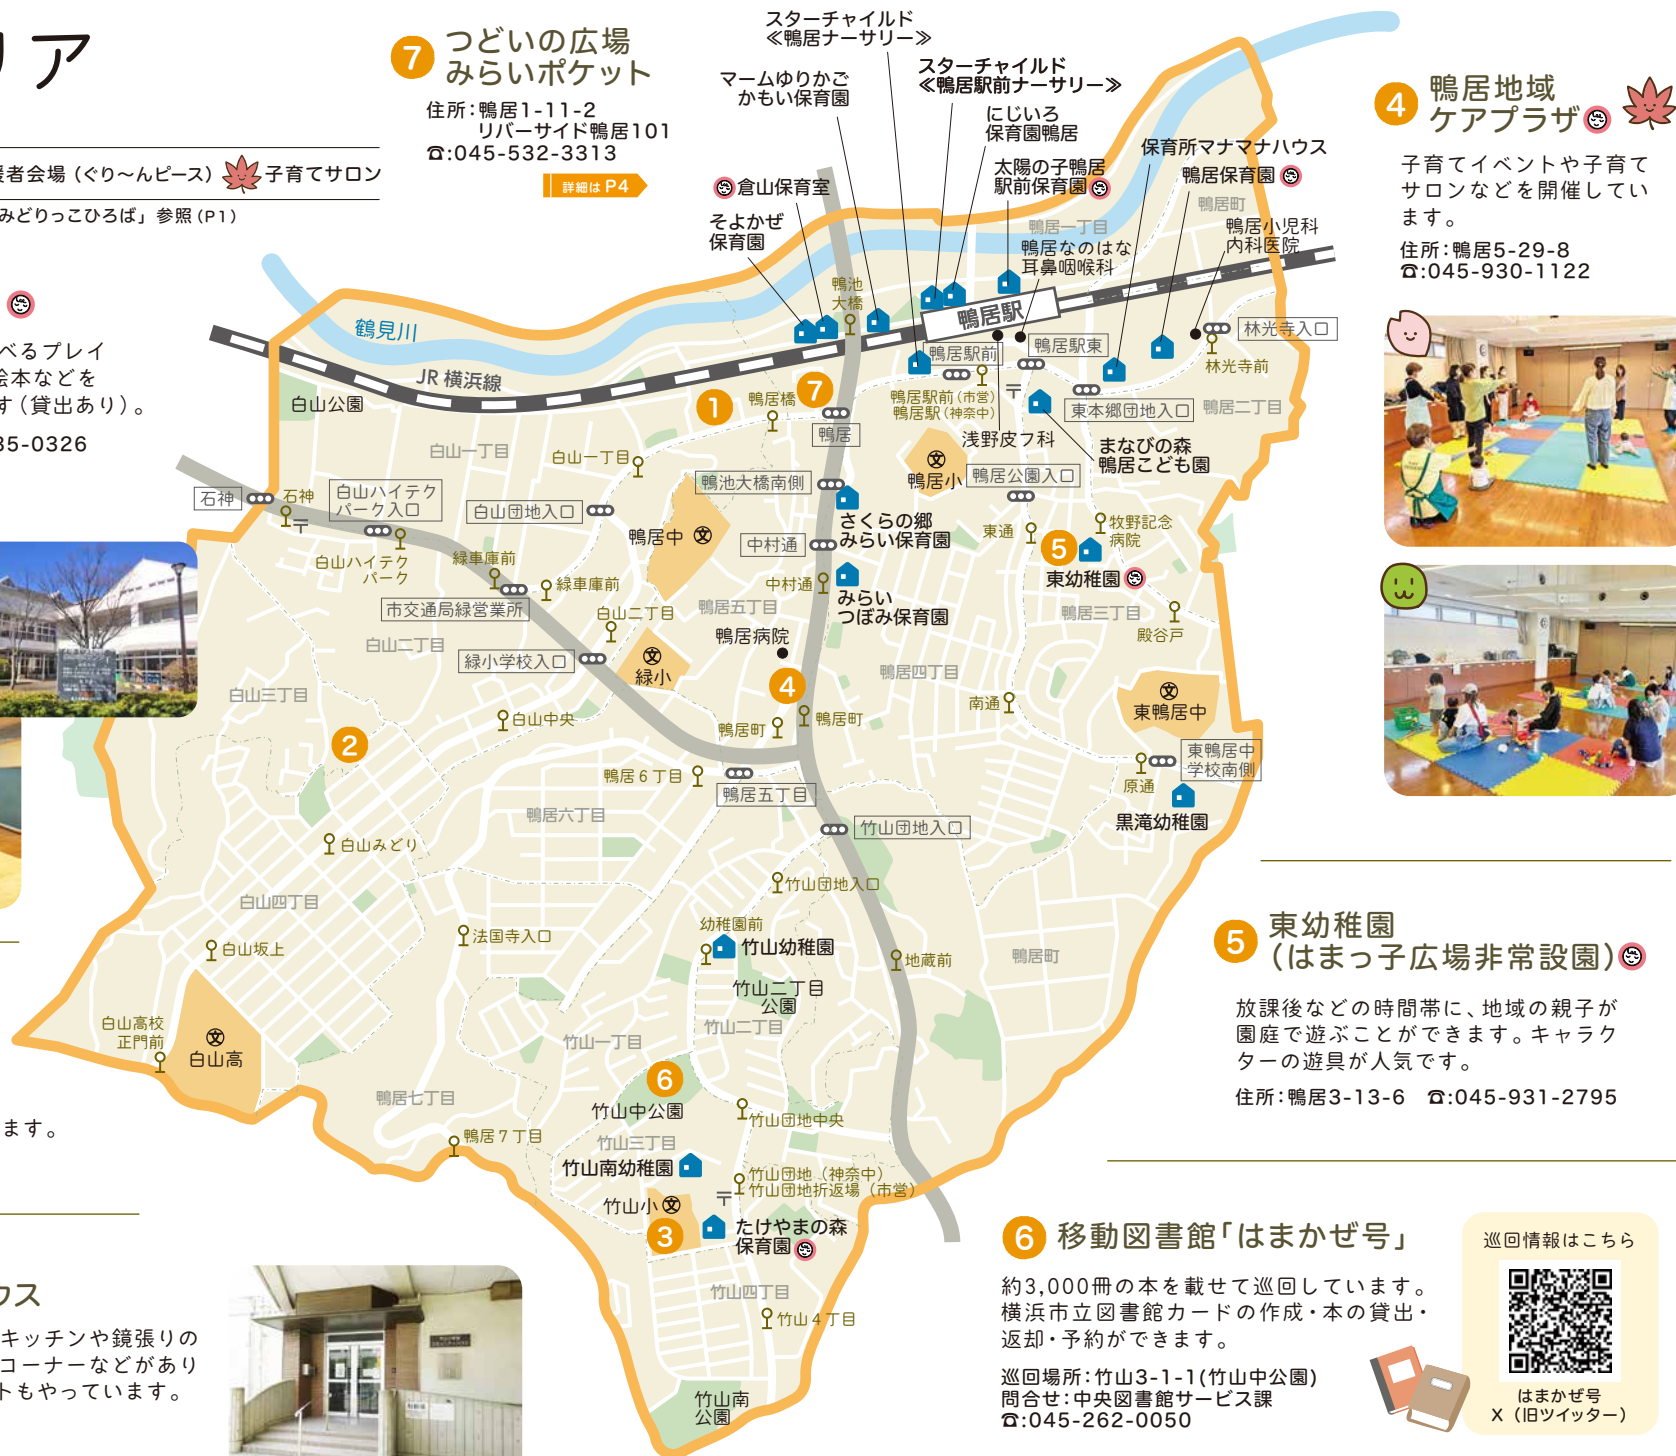 リア
援者会場（ぐり～んピース）
子育てサロン
みどりっこひろば」参照（P1）
べるプレイ
絵本などを
す（貸出あり）。
35-0326
ます。
ウス
キッチンや鏡張りの
コーナーなどがあり
トもやっています。
7 つどいの広場
みらいポケット
住所：鴨居1-11-2
リバーサイド鴨居101
☎:045-532-3313
詳細は P4
スターチャイルド
≪鴨居ナーサリー≫
マームゆりかご
かもい保育園
スターチャイルド
≪鴨居駅前ナーサリー≫
にじいろ
保育園鴨居
太陽の子鴨居
駅前保育園
保育所マナマナハウス
鴨居保育園
鴨居町
鴨居小児科
内科医院
倉山保育室
そよかぜ
保育園
鴨居一丁目
鴨居なのはな
耳鼻咽喉科
鴨池
大橋
鴨居駅
鶴見川
JR 横浜線
白山公園
林光寺入口
林光寺前
鴨居駅前
鴨居駅東
鴨居駅前（市営）
鴨居駅（神奈中）
東本郷団地入口
鴨居二丁目
1
7
鴨居橋
鴨居
浅野皮フ科
まなびの森
鴨居こども園
白山一丁目
白山一丁目
鴨居小
鴨居公園入口
鴨池大橋南側
石神
石神
白山ハイテク
パーク入口
白山団地入口
白山ハイテク
パーク
鴨居中
さくらの郷
みらい保育園
中村通
中村通
東通
牧野記念
病院
5
東幼稚園
緑車庫前
緑車庫前
市交通局緑営業所
白山二丁目
白山二丁目
鴨居五丁目
みらい
つぼみ保育園
鴨居三丁目
殿谷戸
鴨居病院
緑小学校入口
緑小
4
鴨居四丁目
白山三丁目
白山中央
鴨居町
鴨居町
南通
東鴨居中
2
東鴨居中
学校南側
原通
鴨居６丁目
鴨居五丁目
鴨居六丁目
黒滝幼稚園
竹山団地入口
白山みどり
竹山団地入口
白山四丁目
幼稚園前
竹山幼稚園
法国寺入口
白山坂上
地蔵前
鴨居町
竹山二丁目
公園
竹山二丁目
白山高校
正門前
白山高
竹山一丁目
6
竹山中公園
鴨居七丁目
竹山団地中央
鴨居７丁目
竹山三丁目
竹山南幼稚園
竹山団地（神奈中）
竹山団地折返場（市営）
竹山小
3
たけやまの森
保育園
竹山四丁目
竹山４丁目
竹山南
公園
4 鴨居地域
ケアプラザ
子育てイベントや子育て
サロンなどを開催してい
ます。
住所：鴨居5-29-8
☎:045-930-1122
5 東幼稚園
（はまっ子広場非常設園）
放課後などの時間帯に、地域の親子が
園庭で遊ぶことができます。キャラク
ターの遊具が人気です。
住所：鴨居3-13-6 ☎:045-931-2795
6 移動図書館「はまかぜ号」
約3,000冊の本を載せて巡回しています。
横浜市立図書館カードの作成・本の貸出・
返却・予約ができます。
巡回場所：竹山3-1-1(竹山中公園)
問合せ：中央図書館サービス課
☎:045-262-0050
巡回情報はこちら
はまかぜ号
X（旧ツイッター）